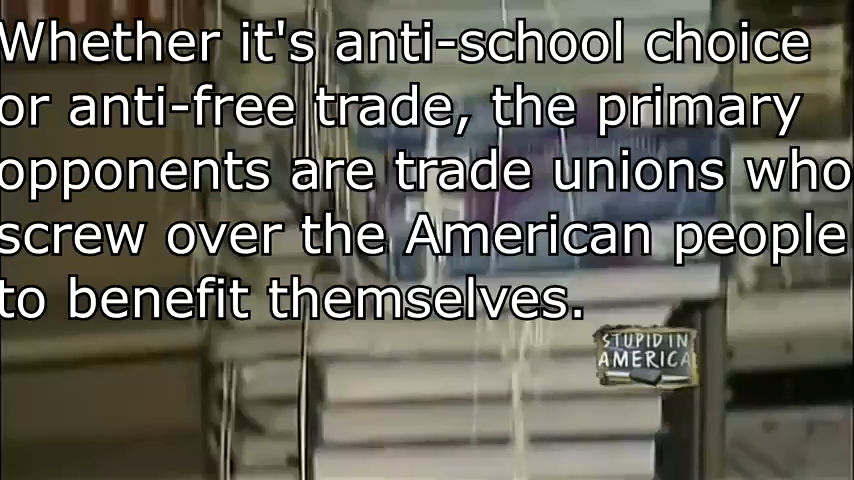 Whether it's anti-school choice
or anti-free trade, the primary
opponents are trade unions who
screw over the American people
to benefit themselves.
STUPID IN
AMERICA